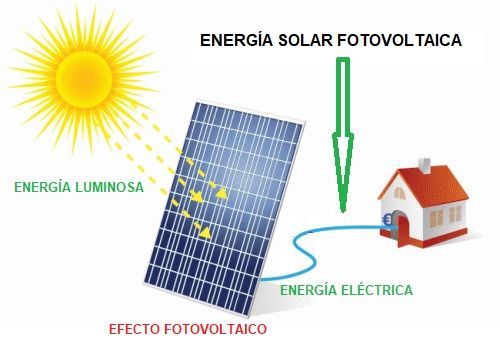 ENERGÍA SOLAR FOTOVOLTAICA
ENERGÍA LUMINOSA
€
ENERGÍA ELÉCTRICA
EFECTO FOTOVOLTAICO